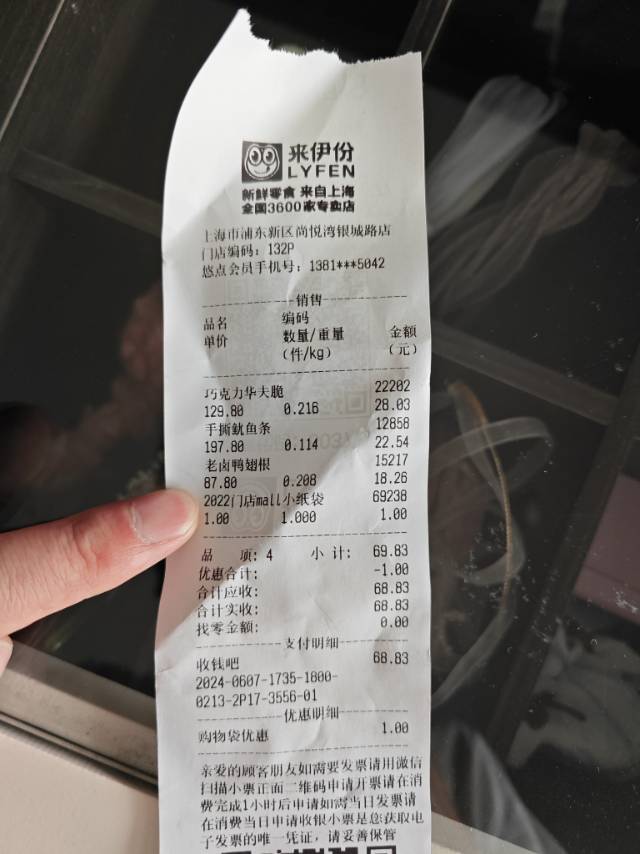 来伊份
LYFEN
新鲜零食 来自上海
全国3600家专卖店
上海市浦东新区尚悦湾银城路店
门店编码：132P
悠点会员手机号：1381***5042
销售
品名 编码
单价 数量/重量 金额
(件/kg) (元)
巧克力华夫脆 22202
129.80 0.216 28.03
手撕鱿鱼条 12858
197.80 0.114 22.54
老卤鸭翅根 15217
87.80 0.208 18.26
2022门店mall小纸袋 69238
1.00 1.000 1.00
品 项: 4 小 计: 69.83
优惠合计: -1.00
合计应收: 68.83
合计实收: 68.83
找零金额: 0.00
支付明细
收钱吧 68.83
2024-0607-1735-1800-
0213-2P17-3556-01
优惠明细
购物袋优惠 1.00
亲爱的顾客朋友如需要发票请用微信
扫描小票正面二维码申请开票请在消
费完成1小时后申请如需当日发票请
在消费当日申请收银小票是您获取电
子发票的唯一凭证，请妥善保管